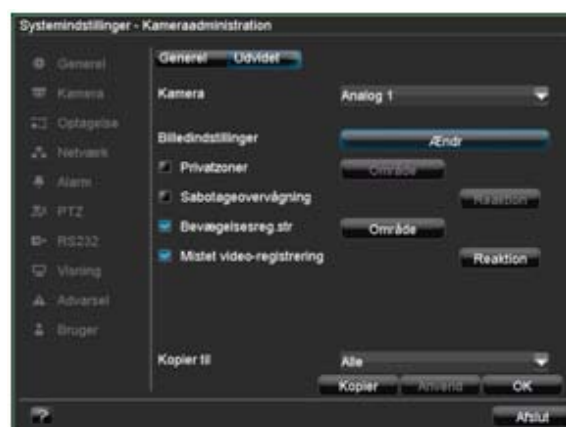 Systemindstillinger - Kameraadministration
Generel Udvidet
Generel
Kamera
Optagelse
Netværk
Alarm
PTZ
RS232
Visning
Advarsel
Bruger
Kamera Analog 1
Billedindstillinger Ændr
Privatzoner Område
Sabotageovervågning Reaktion
Bevægelsesreg.str Område
Mistet video-registrering Reaktion
Kopier til Alle
Kopier Anvend OK
? Afslut